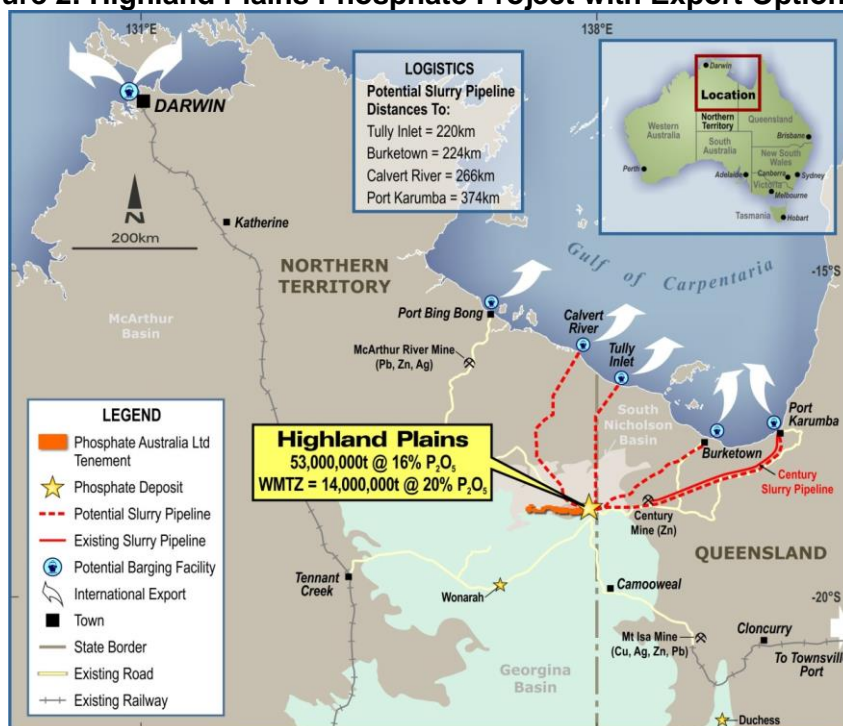 ure 2. Highland Plains Phosphate Project with Export Option
131°E
138°E
DARWIN
LOGISTICS
Potential Slurry Pipeline
Distances To:
Tully Inlet = 220km
Burketown = 224km
Calvert River = 266km
Port Karumba = 374km
Darwin
Location
Western
Australia
Northern
Territory
Queensland
South
Australia
Brisbane
New South
Wales
Perth
Adelaide
Canberra
Sydney
Victoria
Melbourne
Tasmania
Hobart
N
200km
Katherine
NORTHERN
TERRITORY
Gulf of Carpentaria
-15°S
McArthur
Basin
Port Bing Bong
Calvert
River
Tully
Inlet
McArthur River Mine
(Pb, Zn, Ag)
South
Nicholson
Basin
Port
Karumba
Burketown
Century
Slurry Pipeline
Highland Plains
53,000,000t @ 16% P₂O₅
WMTZ = 14,000,000t @ 20% P₂O₅
Century
Mine (Zn)
QUEENSLAND
LEGEND
Phosphate Australia Ltd
Tenement
Phosphate Deposit
Potential Slurry Pipeline
Existing Slurry Pipeline
Potential Barging Facility
International Export
Town
State Border
Existing Road
Existing Railway
Tennant
Creek
Wonarah
Camooweal
-20°S
Mt Isa Mine
(Cu, Ag, Zn, Pb)
Cloncurry
To Townsville
Port
Georgina
Basin
Duchess